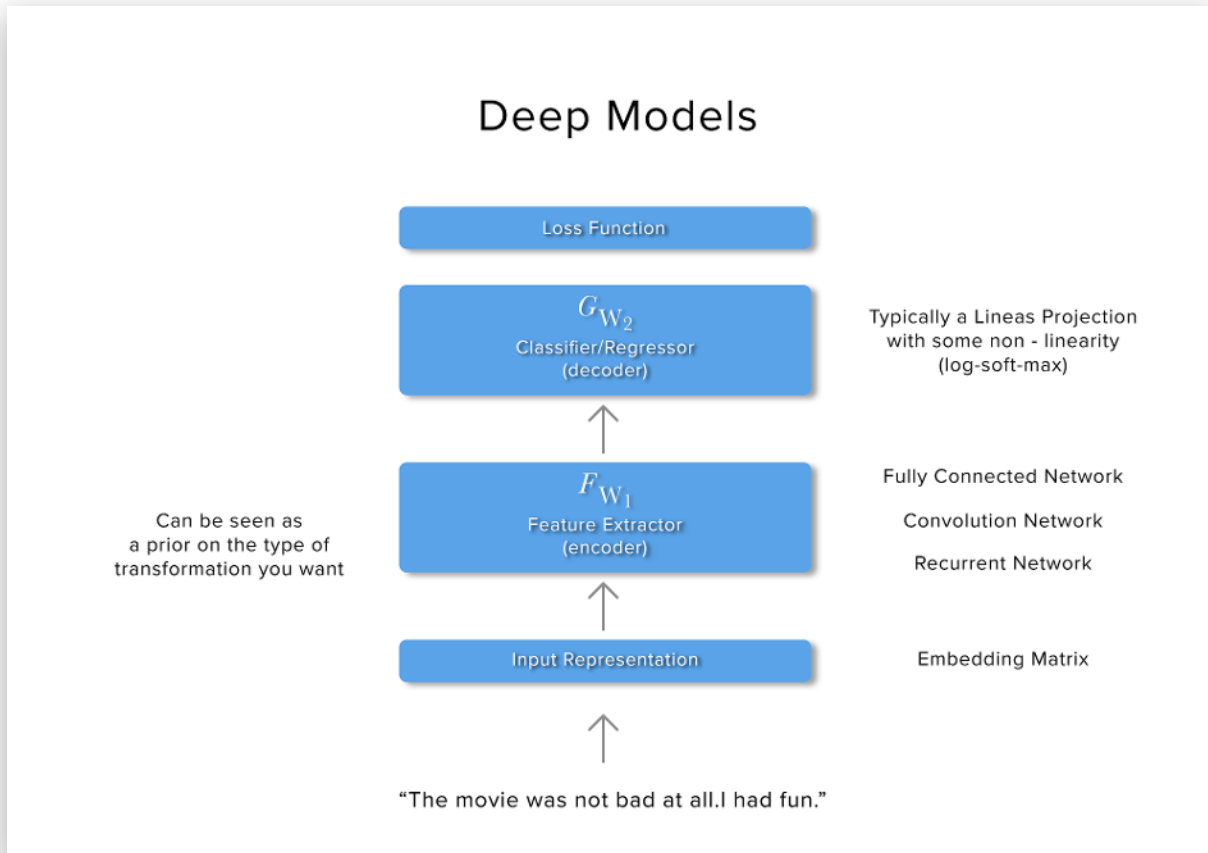 Deep Models
Loss Function
G_W₂
Classifier/Regressor
(decoder)
Typically a Lineas Projection
with some non - linearity
(log-soft-max)
F_W₁
Feature Extractor
(encoder)
Can be seen as
a prior on the type of
transformation you want
Fully Connected Network
Convolution Network
Recurrent Network
Input Representation
Embedding Matrix
“The movie was not bad at all.I had fun.”